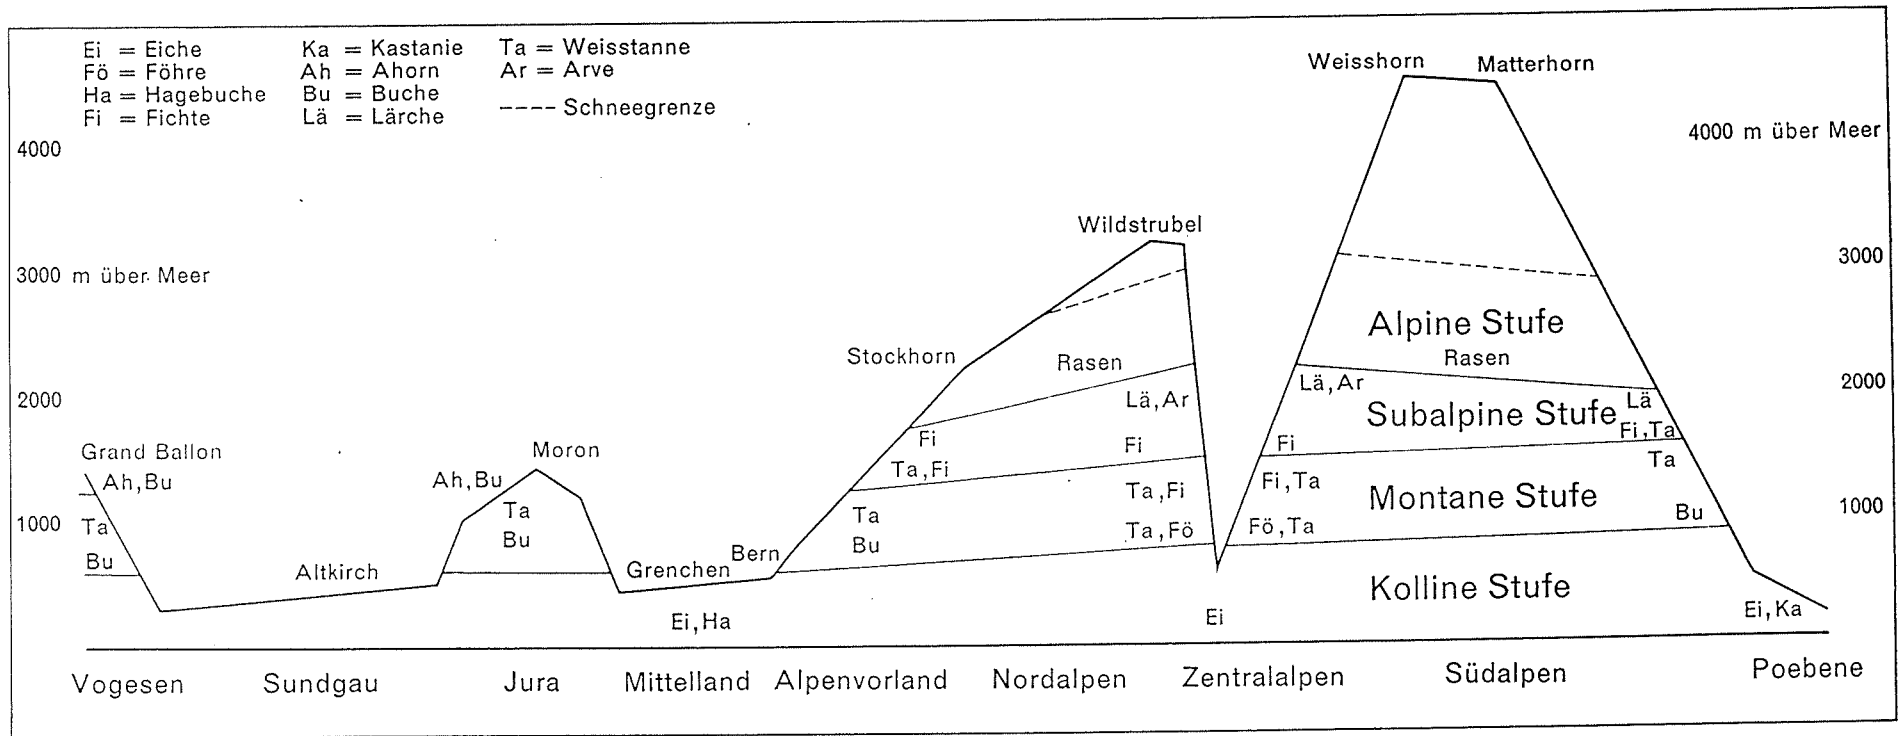 Ei = Eiche
Fö = Föhre
Ha = Hagebuche
Fi = Fichte
Ka = Kastanie
Ah = Ahorn
Bu = Buche
Lä = Lärche
Ta = Weisstanne
Ar = Arve
---- Schneegrenze
4000
3000 m über Meer
2000
1000
4000 m über Meer
3000
2000
1000
Grand Ballon
Ah,Bu
Ta
Bu
Altkirch
Moron
Ah,Bu
Ta
Bu
Grenchen
Bern
Ei,Ha
Stockhorn
Wildstrubel
Rasen
Lä,Ar
Fi
Fi
Ta,Fi
Ta,Fi
Ta
Bu
Ta,Fö
Ei
Weisshorn
Matterhorn
Alpine Stufe
Rasen
Lä,Ar
Subalpine Stufe
Lä
Fi
Fi,Ta
Fi,Ta
Montane Stufe
Ta
Fö,Ta
Bu
Kolline Stufe
Ei,Ka
Vogesen
Sundgau
Jura
Mittelland
Alpenvorland
Nordalpen
Zentralalpen
Südalpen
Poebene